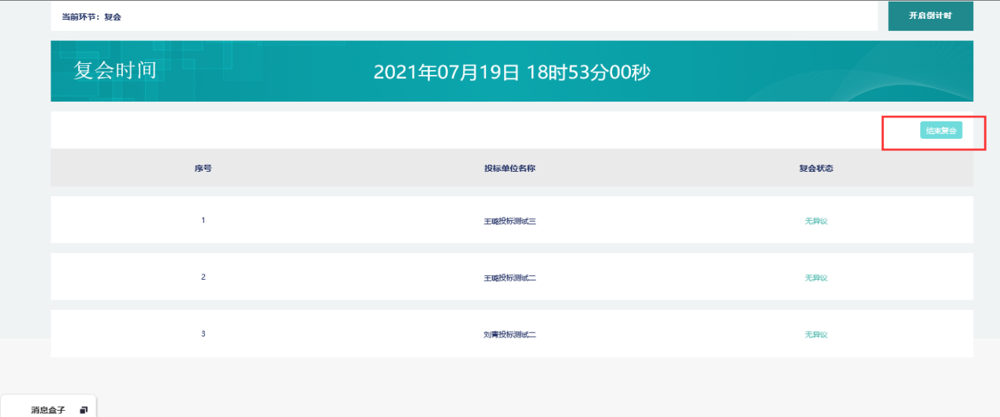 当前环节：复会
开启倒计时
复会时间 2021年07月19日 18时53分00秒
结束复会
序号 投标单位名称 复会状态
1 王璐投标测试三 无异议
2 王璐投标测试二 无异议
3 刘青投标测试二 无异议
消息盒子